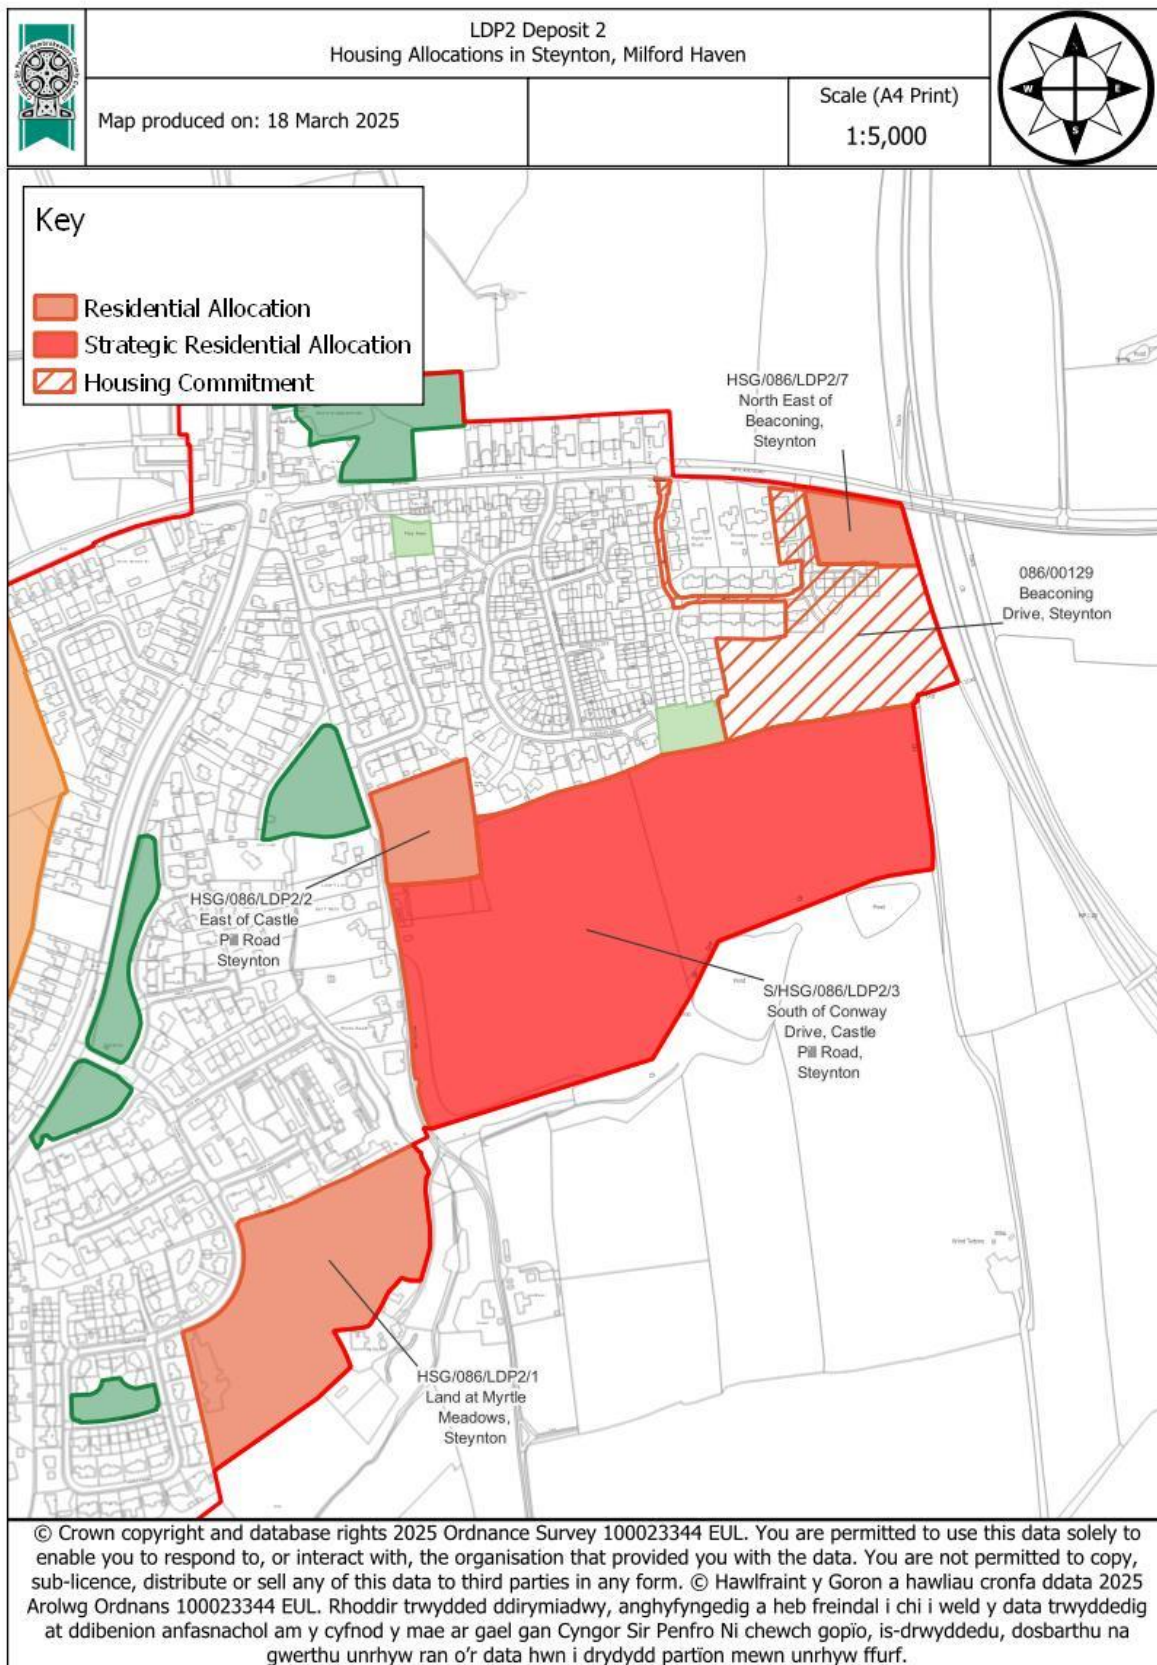 LDP2 Deposit 2
Housing Allocations in Steynton, Milford Haven
Map produced on: 18 March 2025
Scale (A4 Print)
1:5,000
N
W
E
S
Key
Residential Allocation
Strategic Residential Allocation
Housing Commitment
HSG/086/LDP2/7
North East of
Beaconing,
Steynton
086/00129
Beaconing
Drive, Steynton
HSG/086/LDP2/2
East of Castle
Pill Road
Steynton
S/HSG/086/LDP2/3
South of Conway
Drive, Castle
Pill Road,
Steynton
HSG/086/LDP2/1
Land at Myrtle
Meadows,
Steynton
Pond
Pond
Pond
Wind Turbine
© Crown copyright and database rights 2025 Ordnance Survey 100023344 EUL. You are permitted to use this data solely to
enable you to respond to, or interact with, the organisation that provided you with the data. You are not permitted to copy,
sub-licence, distribute or sell any of this data to third parties in any form. © Hawlfraint y Goron a hawliau cronfa ddata 2025
Arolwg Ordnans 100023344 EUL. Rhoddir trwydded ddirymiadwy, anghyfyngedig a heb freindal i chi i weld y data trwyddedig
at ddibenion anfasnachol am y cyfnod y mae ar gael gan Cyngor Sir Penfro Ni chewch gopïo, is-drwyddedu, dosbarthu na
gwerthu unrhyw ran o'r data hwn i drydydd partïon mewn unrhyw ffurf.